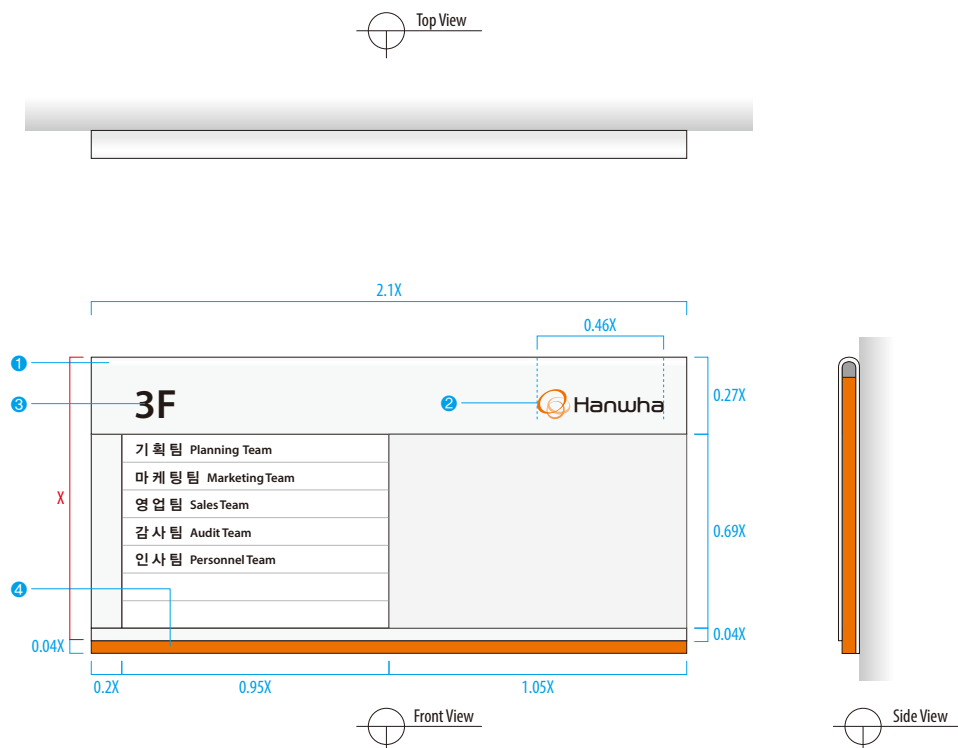 Top View
2.1X
0.46X
1
3
3F
2
Hanwha
0.27X
기획팀 Planning Team
마케팅팀 Marketing Team
영업팀 Sales Team
감사팀 Audit Team
인사팀 Personnel Team
X
0.69X
4
0.04X
0.04X
0.2X
0.95X
1.05X
Front View
Side View